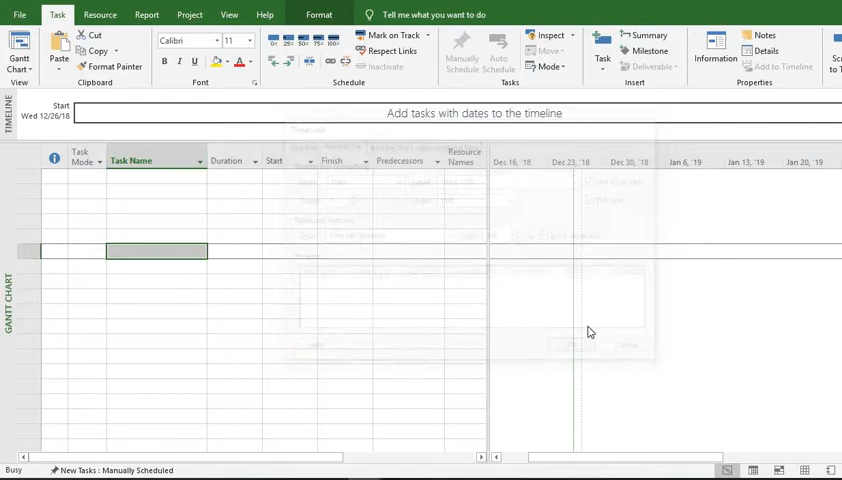 File Task Resource Report Project View Help Format Tell me what you want to do
Gantt Chart
View
Paste
Cut
Copy
Format Painter
Clipboard
Calibri 11
B I U A
Font
0% 25% 50% 75% 100%
Mark on Track
Respect Links
Inactivate
Schedule
Manually Schedule
Auto Schedule
Inspect
Move
Mode
Tasks
Task
Summary
Milestone
Deliverable
Insert
Information
Notes
Details
Add to Timeline
Properties
TIMELINE
Start
Wed 12/26/18
Add tasks with dates to the timeline
Task Mode
Task Name
Duration
Start
Finish
Predecessors
Resource Names
Dec 16, '18 Dec 23, '18 Dec 30, '18 Jan 6, '19 Jan 13, '19 Jan 20, '19
GANTT CHART
Busy
New Tasks : Manually Scheduled